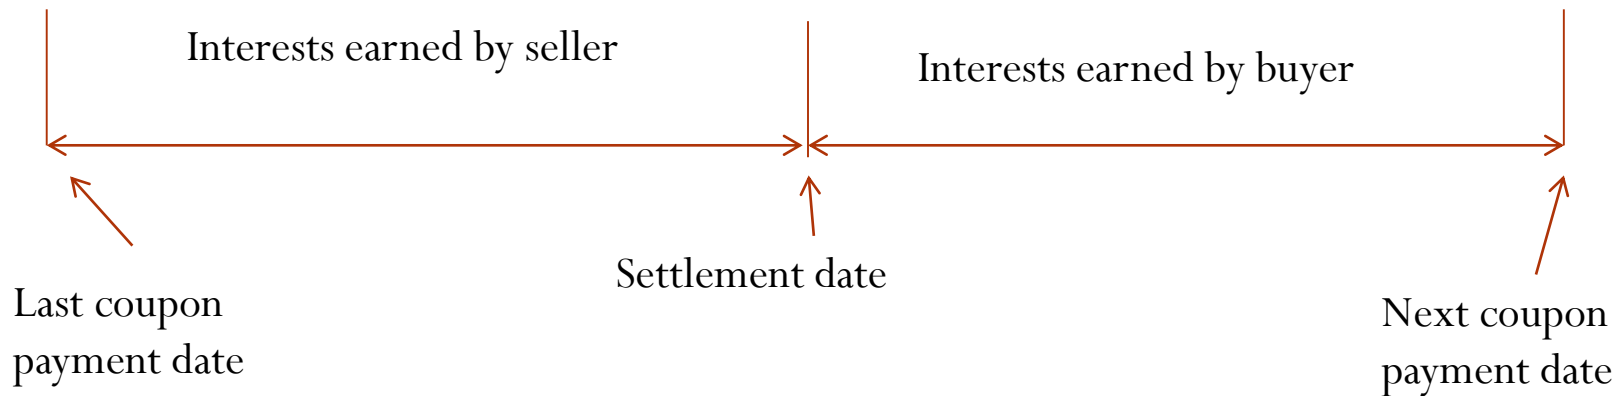 Interests earned by seller
Interests earned by buyer
Settlement date
Last coupon
payment date
Next coupon
payment date